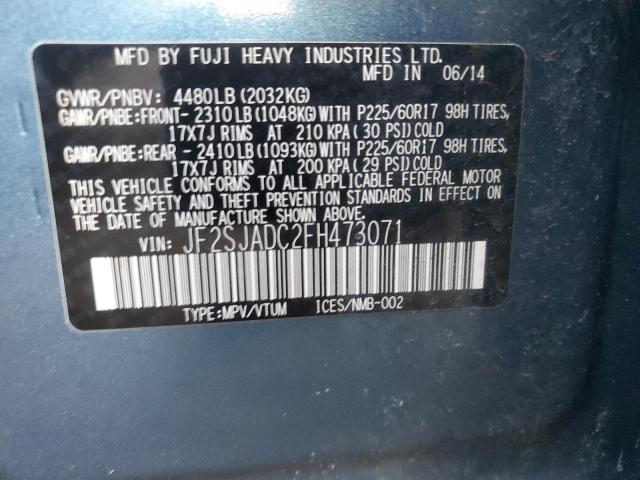 MFD BY FUJI HEAVY INDUSTRIES LTD.
MFD IN 06/14
GVWR/PNBV: 4480LB (2032KG)
GAWR/PNBE:FRONT- 2310LB (1048KG) WITH P225/60R17 98H TIRES,
17X7J RIMS AT 210 KPA (30 PSI) COLD
GAWR/PNBE:REAR - 2410LB (1093KG) WITH P225/60R17 98H TIRES,
17X7J RIMS AT 200 KPA (29 PSI) COLD
THIS VEHICLE CONFORMS TO ALL APPLICABLE FEDERAL MOTOR
VEHICLE SAFETY AND THEFT PREVENTION STANDARDS IN EFFECT ON
THE DATE OF MANUFACTURE SHOWN ABOVE.
VIN: JF2SJADC2FH473071
TYPE:MPV/VTUM ICES/NMB-002